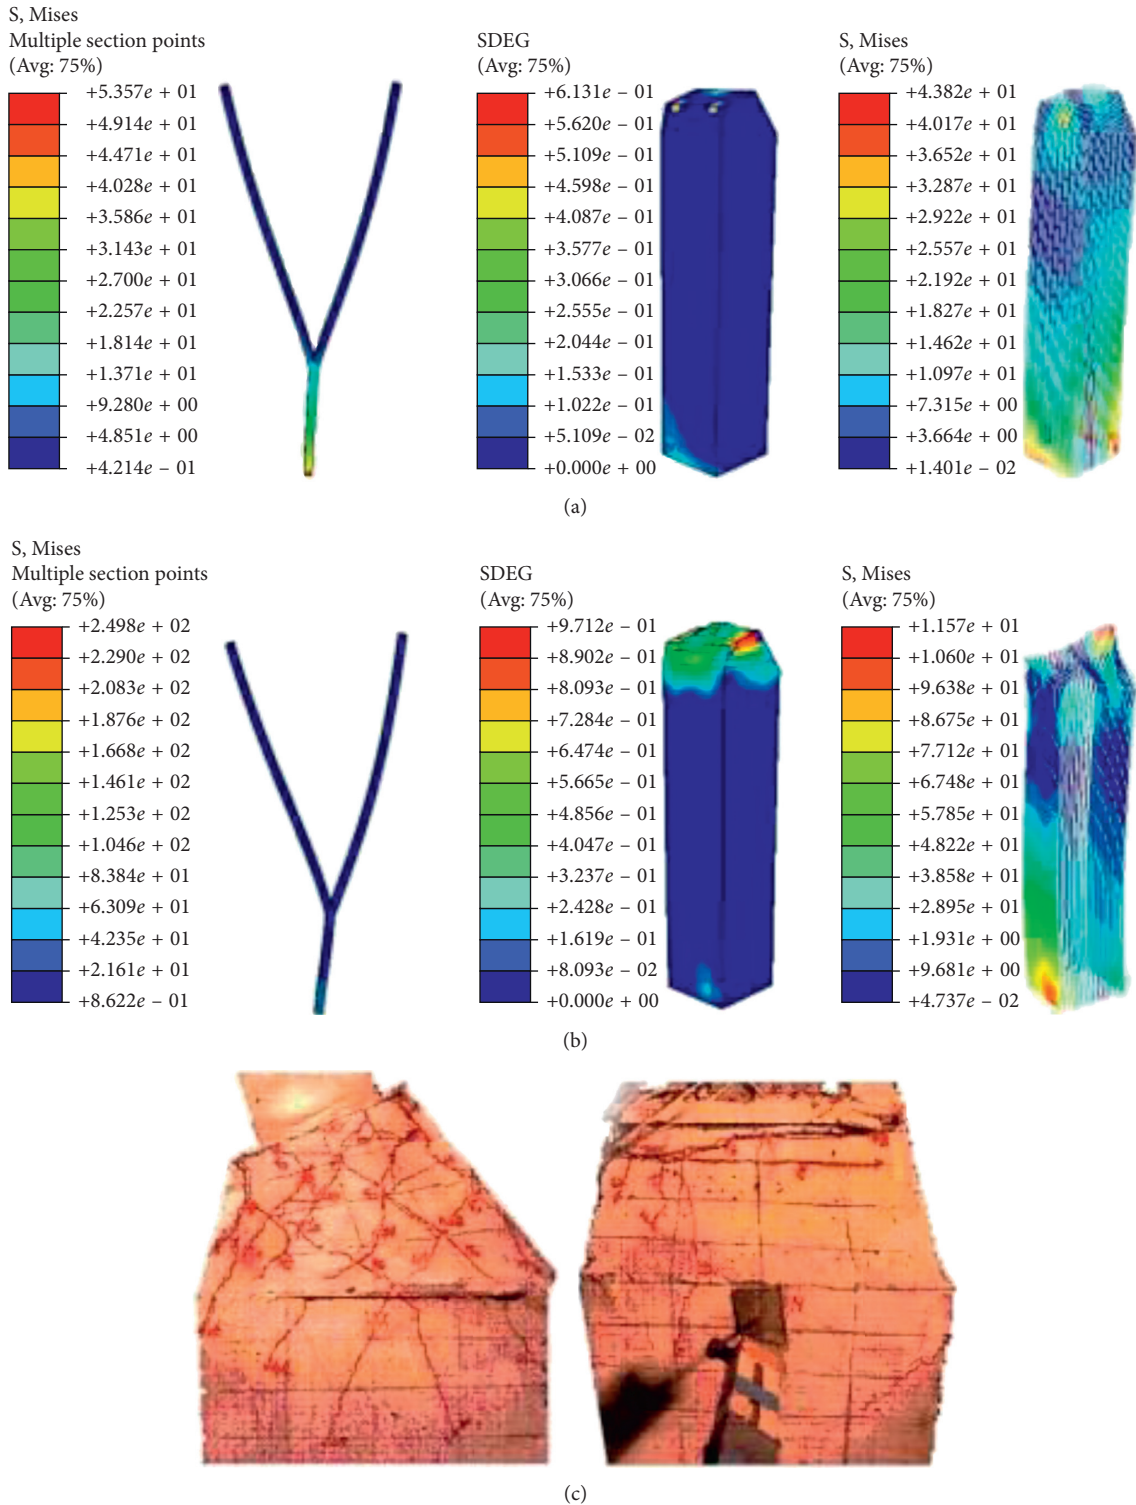 S, Mises
Multiple section points
(Avg: 75%)
+5.357e + 01
+4.914e + 01
+4.471e + 01
+4.028e + 01
+3.586e + 01
+3.143e + 01
+2.700e + 01
+2.257e + 01
+1.814e + 01
+1.371e + 01
+9.280e + 00
+4.851e + 00
+4.214e – 01
SDEG
(Avg: 75%)
+6.131e – 01
+5.620e – 01
+5.109e – 01
+4.598e – 01
+4.087e – 01
+3.577e – 01
+3.066e – 01
+2.555e – 01
+2.044e – 01
+1.533e – 01
+1.022e – 01
+5.109e – 02
+0.000e + 00
S, Mises
(Avg: 75%)
+4.382e + 01
+4.017e + 01
+3.652e + 01
+3.287e + 01
+2.922e + 01
+2.557e + 01
+2.192e + 01
+1.827e + 01
+1.462e + 01
+1.097e + 01
+7.315e + 00
+3.664e + 00
+1.401e – 02
(a)
S, Mises
Multiple section points
(Avg: 75%)
+2.498e + 02
+2.290e + 02
+2.083e + 02
+1.876e + 02
+1.668e + 02
+1.461e + 02
+1.253e + 02
+1.046e + 02
+8.384e + 01
+6.309e + 01
+4.235e + 01
+2.161e + 01
+8.622e – 01
SDEG
(Avg: 75%)
+9.712e – 01
+8.902e – 01
+8.093e – 01
+7.284e – 01
+6.474e – 01
+5.665e – 01
+4.856e – 01
+4.047e – 01
+3.237e – 01
+2.428e – 01
+1.619e – 01
+8.093e – 02
+0.000e + 00
S, Mises
(Avg: 75%)
+1.157e + 01
+1.060e + 01
+9.638e + 01
+8.675e + 01
+7.712e + 01
+6.748e + 01
+5.785e + 01
+4.822e + 01
+3.858e + 01
+2.895e + 01
+1.931e + 00
+9.681e + 00
+4.737e – 02
(b)
(c)